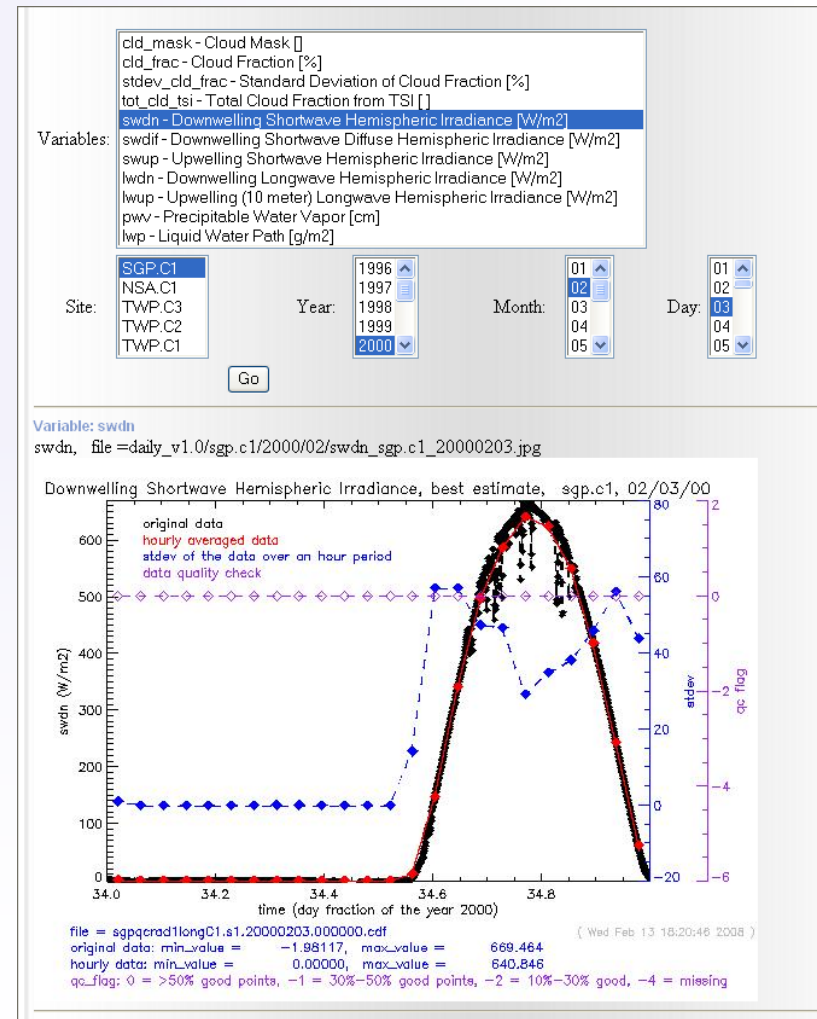 cld_mask - Cloud Mask []
cld_frac - Cloud Fraction [%]
stdev_cld_frac - Standard Deviation of Cloud Fraction [%]
tot_cld_tsi - Total Cloud Fraction from TSI [ ]
swdn - Downwelling Shortwave Hemispheric Irradiance [W/m2]
Variables: swdif - Downwelling Shortwave Diffuse Hemispheric Irradiance [W/m2]
swup - Upwelling Shortwave Hemispheric Irradiance [W/m2]
lwdn - Downwelling Longwave Hemispheric Irradiance [W/m2]
lwup - Upwelling (10 meter) Longwave Hemispheric Irradiance [W/m2]
pwv - Precipitable Water Vapor [cm]
lwp - Liquid Water Path [g/m2]
Site:
SGP.C1
NSA.C1
TWP.C3
TWP.C2
TWP.C1
Year:
1996
1997
1998
1999
2000
Month:
01
02
03
04
05
Day:
01
02
03
04
05
Go
Variable: swdn
swdn, file =daily_v1.0/sgp.c1/2000/02/swdn_sgp.c1_20000203.jpg
Downwelling Shortwave Hemispheric Irradiance, best estimate, sgp.c1, 02/03/00
original data
hourly averaged data
stdev of the data over an hour period
data quality check
swdn (W/m2)
600
500
400
300
200
100
0
80
60
40
20
0
-20
stdev
2
0
-2
-4
-6
qc flag
34.0 34.2 34.4 34.6 34.8
time (day fraction of the year 2000)
file = sgpqcrad1longC1.s1.20000203.000000.cdf
( Wed Feb 13 18:20:46 2008 )
original data: min_value = -1.98117, max_value = 669.464
hourly data: min_value = 0.00000, max_value = 640.846
qc_flag: 0 = >50% good points, -1 = 30%-50% good points, -2 = 10%-30% good, -4 = missing